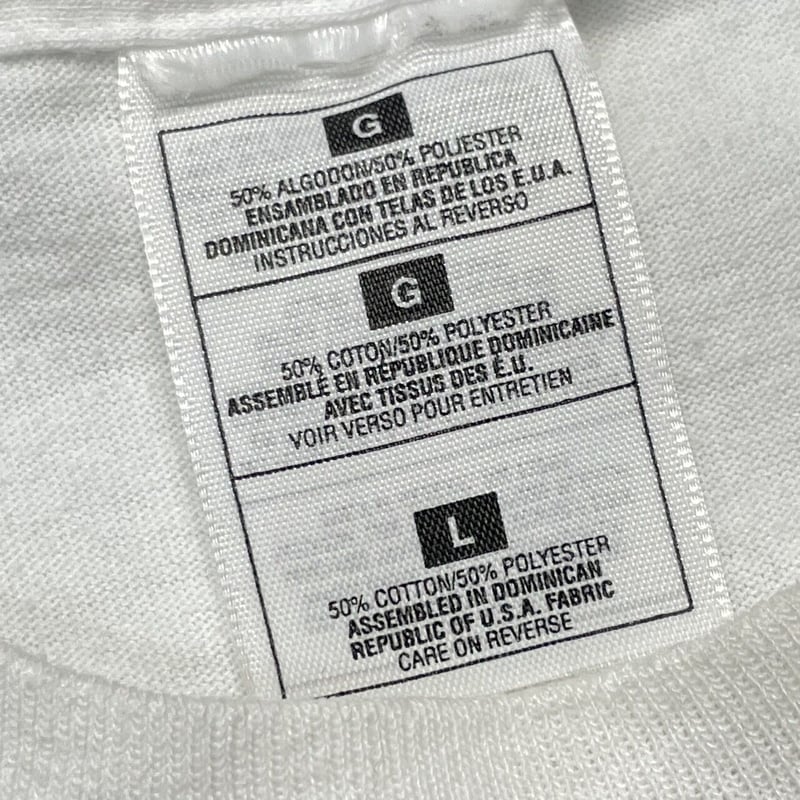 G
50% ALGODON/50% POLIESTER
ENSAMBLADO EN REPUBLICA
DOMINICANA CON TELAS DE LOS E.U.A.
INSTRUCCIONES AL REVERSO
G
50% COTON/50% POLYESTER
ASSEMBLÉ EN RÉPUBLIQUE DOMINICAINE
AVEC TISSUS DES É.U.
VOIR VERSO POUR ENTRETIEN
L
50% COTTON/50% POLYESTER
ASSEMBLED IN DOMINICAN
REPUBLIC OF U.S.A. FABRIC
CARE ON REVERSE